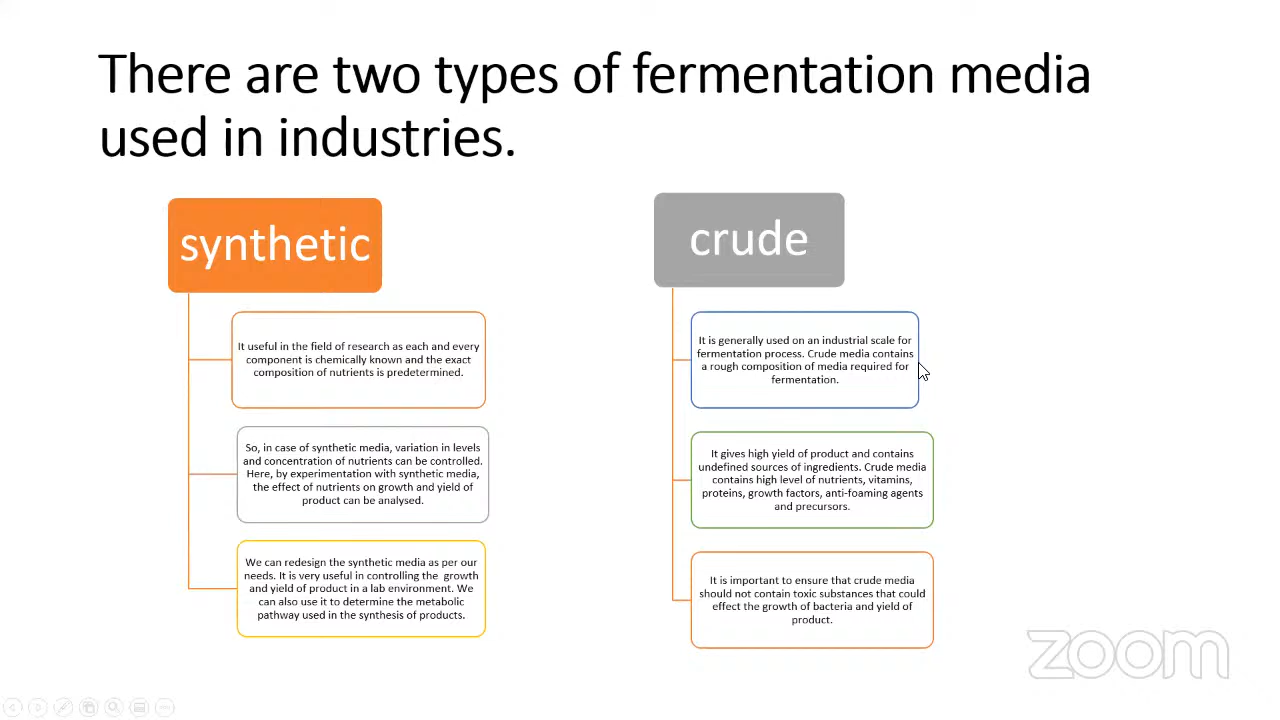 There are two types of fermentation media
used in industries.
synthetic
It useful in the field of research as each and every
component is chemically known and the exact
composition of nutrients is predetermined.
So, in case of synthetic media, variation in levels
and concentration of nutrients can be controlled.
Here, by experimentation with synthetic media,
the effect of nutrients on growth and yield of
product can be analysed.
We can redesign the synthetic media as per our
needs. It is very useful in controlling the growth
and yield of product in a lab environment. We
can also use it to determine the metabolic
pathway used in the synthesis of products.
crude
It is generally used on an industrial scale for
fermentation process. Crude media contains
a rough composition of media required for
fermentation.
It gives high yield of product and contains
undefined sources of ingredients. Crude media
contains high level of nutrients, vitamins,
proteins, growth factors, anti-foaming agents
and precursors.
It is important to ensure that crude media
should not contain toxic substances that could
effect the growth of bacteria and yield of
product.
zoom